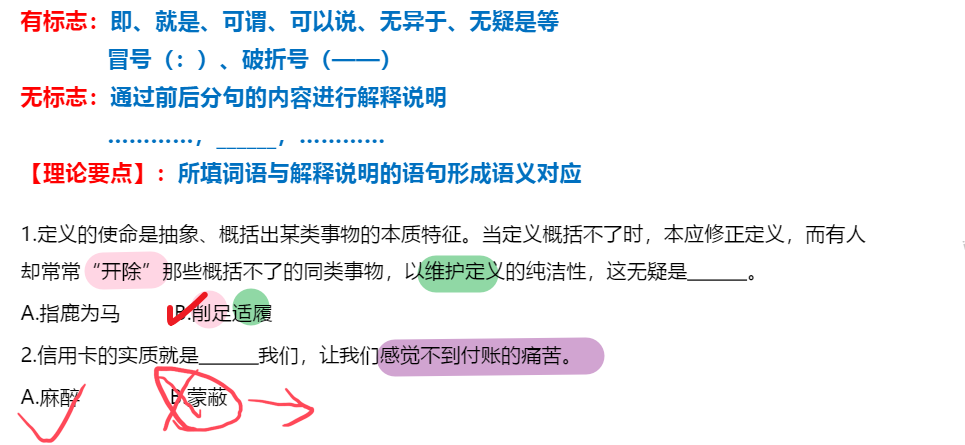 有标志：即、就是、可谓、可以说、无异于、无疑是等
冒号（：）、破折号（——）
无标志：通过前后分句的内容进行解释说明
…………，______，…………
【理论要点】：所填词语与解释说明的语句形成语义对应
1.定义的使命是抽象、概括出某类事物的本质特征。当定义概括不了时，本应修正定义，而有人
却常常“开除”那些概括不了的同类事物，以维护定义的纯洁性，这无疑是______。
A.指鹿为马 B.削足适履
2.信用卡的实质就是______我们，让我们感觉不到付账的痛苦。
A.麻醉 B.蒙蔽